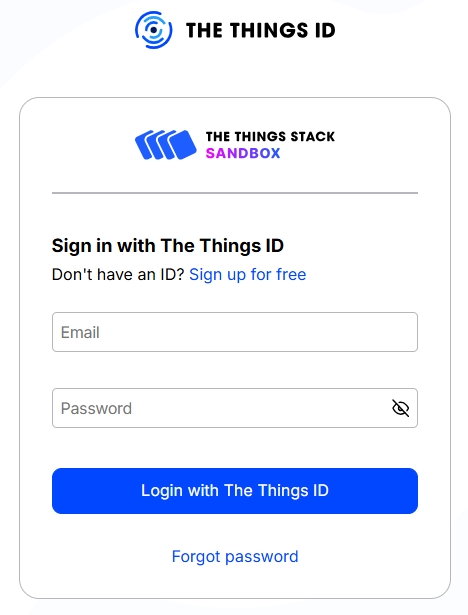 THE THINGS ID
THE THINGS STACK
SANDBOX
Sign in with The Things ID
Don't have an ID? Sign up for free
Email
Password
Login with The Things ID
Forgot password